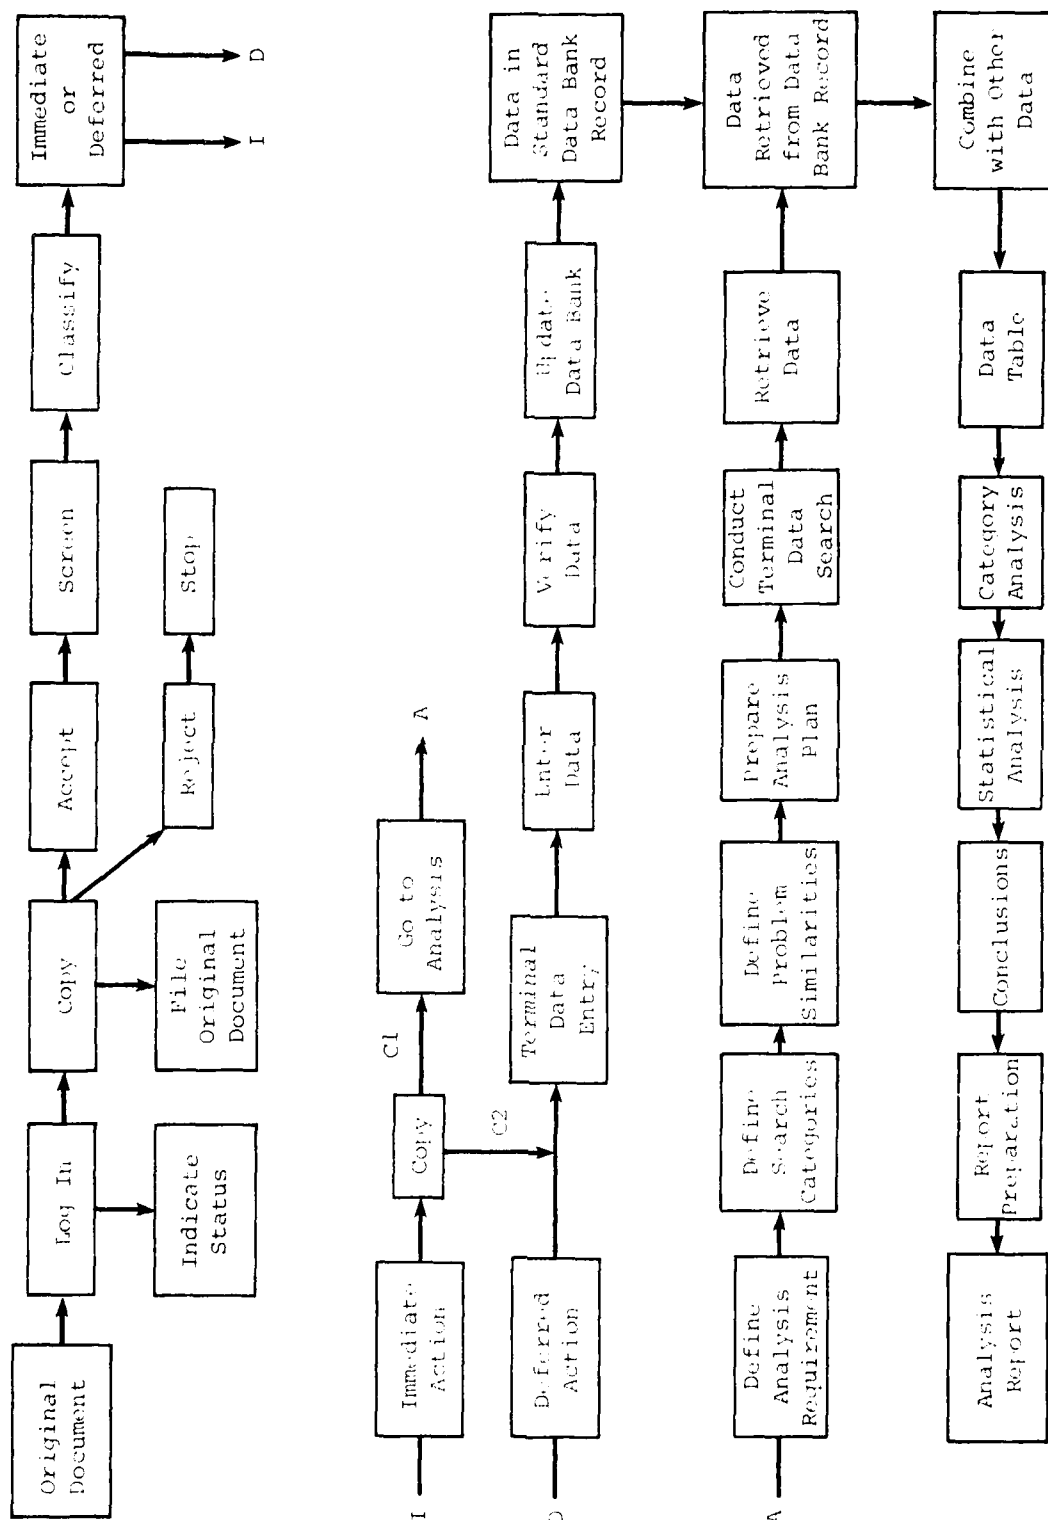 Original
Document
Log In
Indicate
Status
Copy
File
Original
Document
Accept
Reject
Stop
Screen
Classify
Immediate
or
Deferred
I
D
I
Immediate
Action
Copy
C1
C2
Go to
Analysis
A
D
Deferred
Action
Terminal
Data
Entry
Enter
Data
Verify
Data
Update
Data Bank
Data in
Standard
Data Bank
Record
A
Define
Analysis
Requirement
Define
Search
Categories
Define
Problem
Similarities
Prepare
Analysis
Plan
Conduct
Terminal
Data
Search
Retrieve
Data
Data
Retrieved
from Data
Bank Record
Combine
with Other
Data
Data
Table
Category
Analysis
Statistical
Analysis
Conclusions
Report
Preparation
Analysis
Report